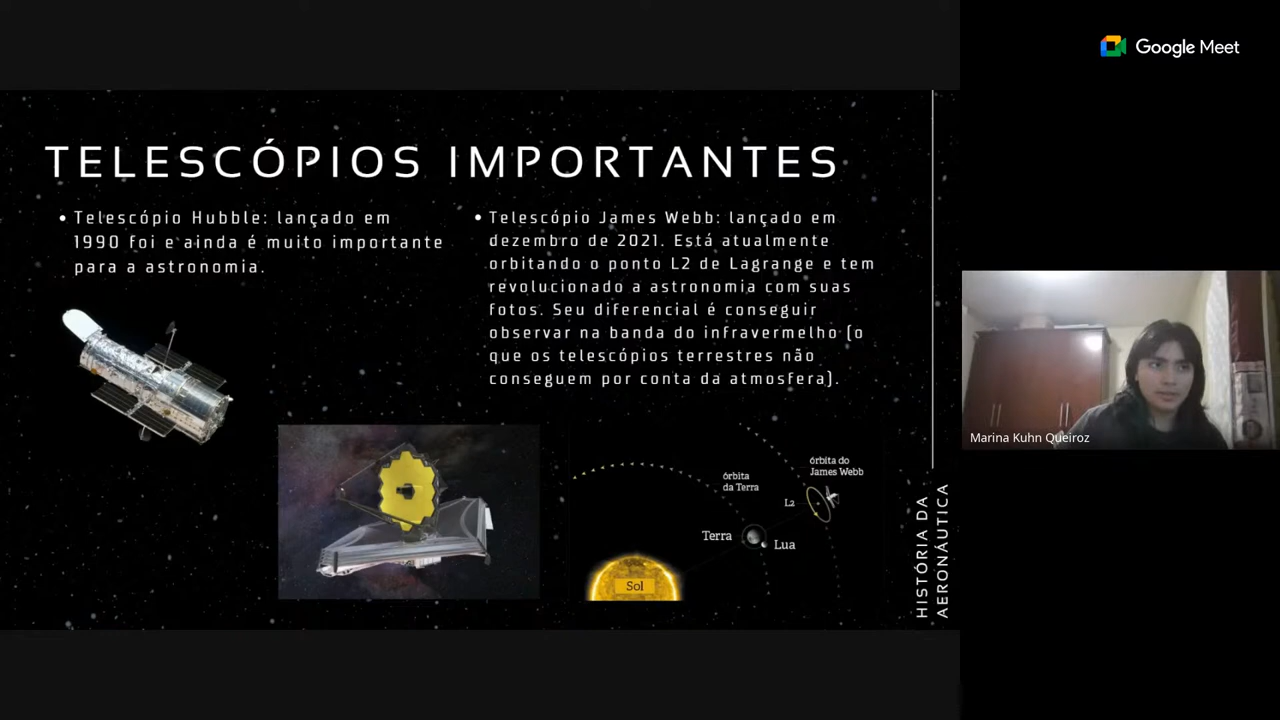 Google Meet
TELESCÓPIOS IMPORTANTES
• Telescópio Hubble: lançado em
1990 foi e ainda é muito importante
para a astronomia.
• Telescópio James Webb: lançado em
dezembro de 2021. Está atualmente
orbitando o ponto L2 de Lagrange e tem
revolucionado a astronomia com suas
fotos. Seu diferencial é conseguir
observar na banda do infravermelho (o
que os telescópios terrestres não
conseguem por conta da atmosfera).
órbita
da Terra
órbita do
James Webb
L2
Terra
Lua
Sol
HISTÓRIA DA
AERONÁUTICA
Marina Kuhn Queiroz